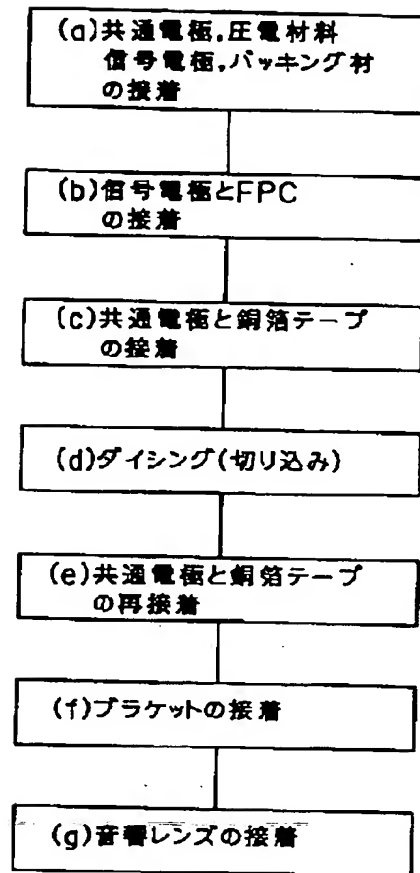 (a)共通電極,圧電材料
信号電極,バッキング材
の接着
(b)信号電極とFPC
の接着
(c)共通電極と銅箔テープ
の接着
(d)ダイシング(切り込み)
(e)共通電極と銅箔テープ
の再接着
(f)ブラケットの接着
(g)音響レンズの接着